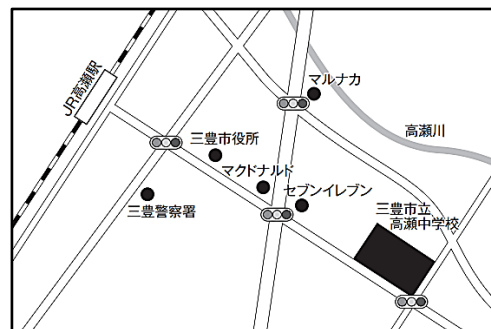 JR高瀬駅
マルナカ
高瀬川
三豊市役所
マクドナルド
セブンイレブン
三豊警察署
三豊市立
高瀬中学校